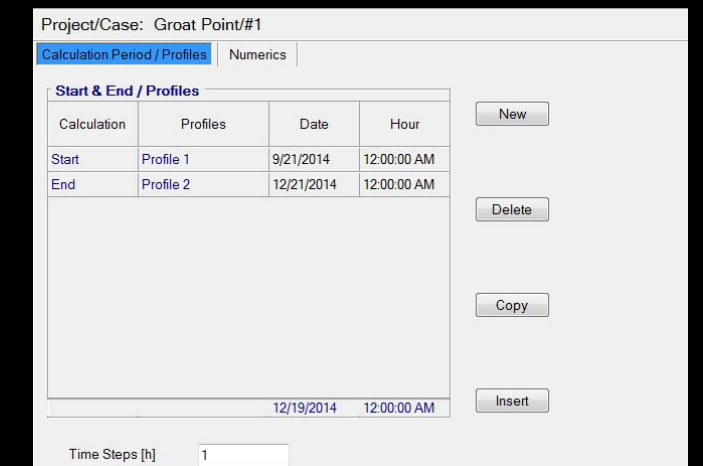 Project/Case: Groat Point/#1
Calculation Period / Profiles Numerics
Start & End / Profiles
Calculation Profiles Date Hour
New
Start Profile 1 9/21/2014 12:00:00 AM
End Profile 2 12/21/2014 12:00:00 AM
Delete
Copy
12/19/2014 12:00:00 AM
Insert
Time Steps [h] 1